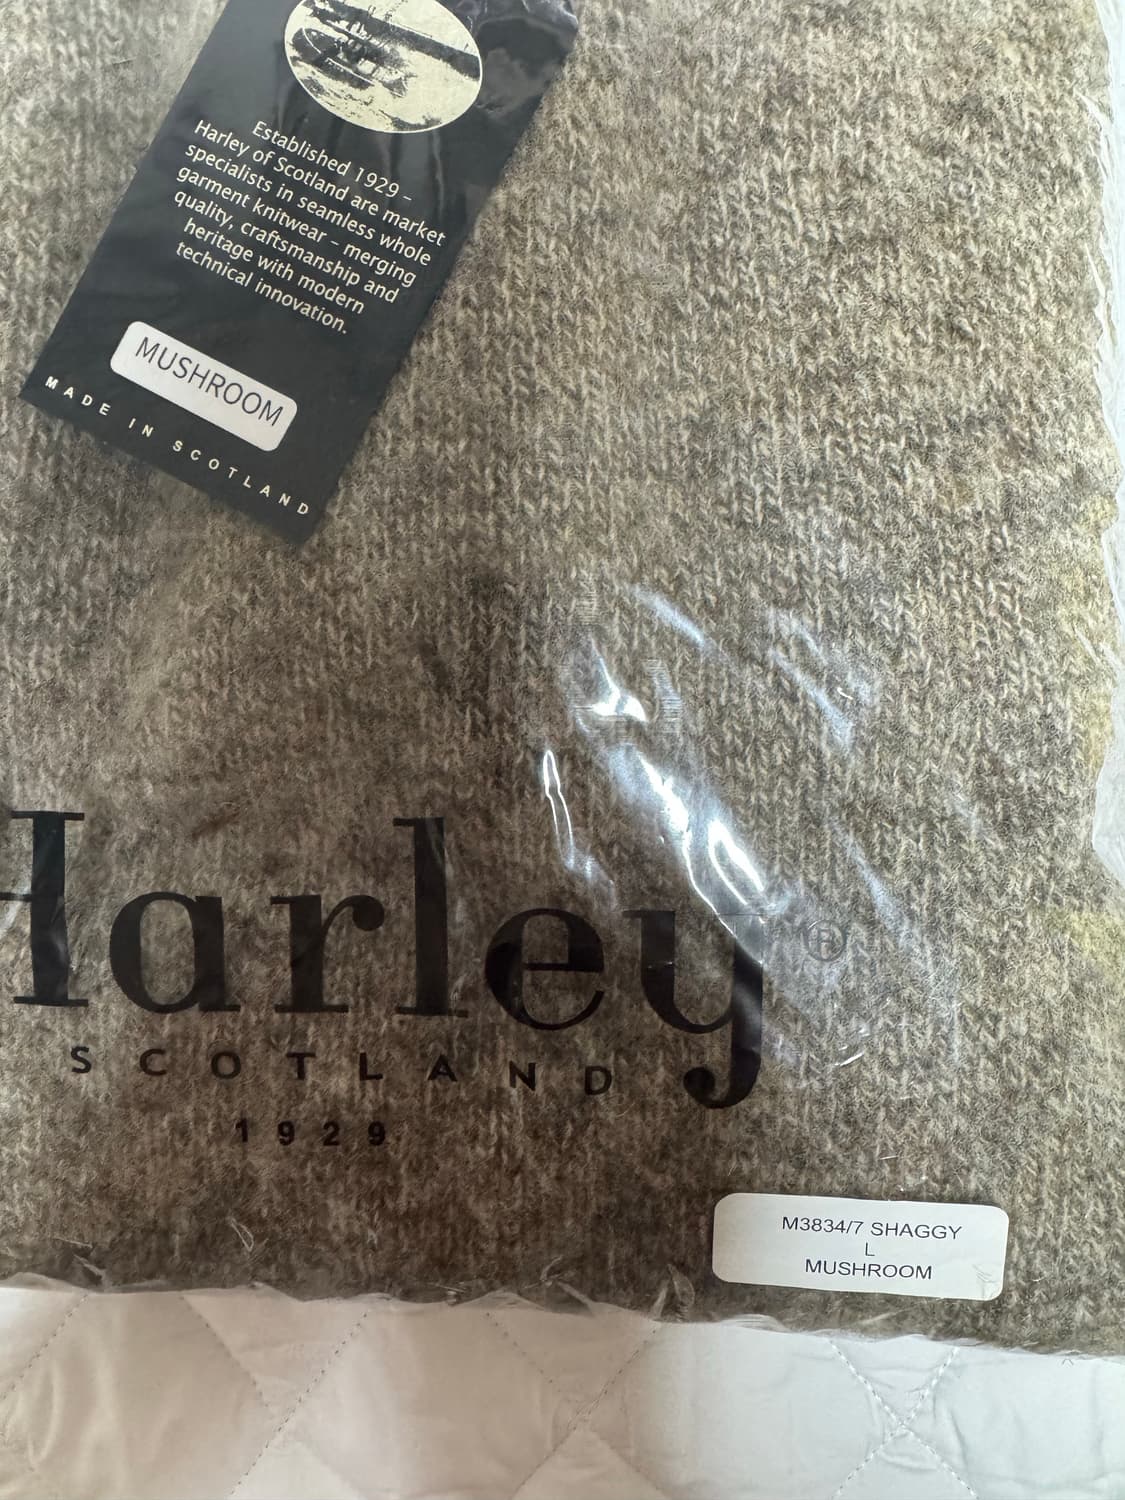 Established 1929 –
Harley of Scotland are market
specialists in seamless whole
garment knitwear – merging
quality, craftsmanship and
heritage with modern
technical innovation.
MUSHROOM
MADE IN SCOTLAND
Harley®
SCOTLAND
1929
M3834/7 SHAGGY
L
MUSHROOM